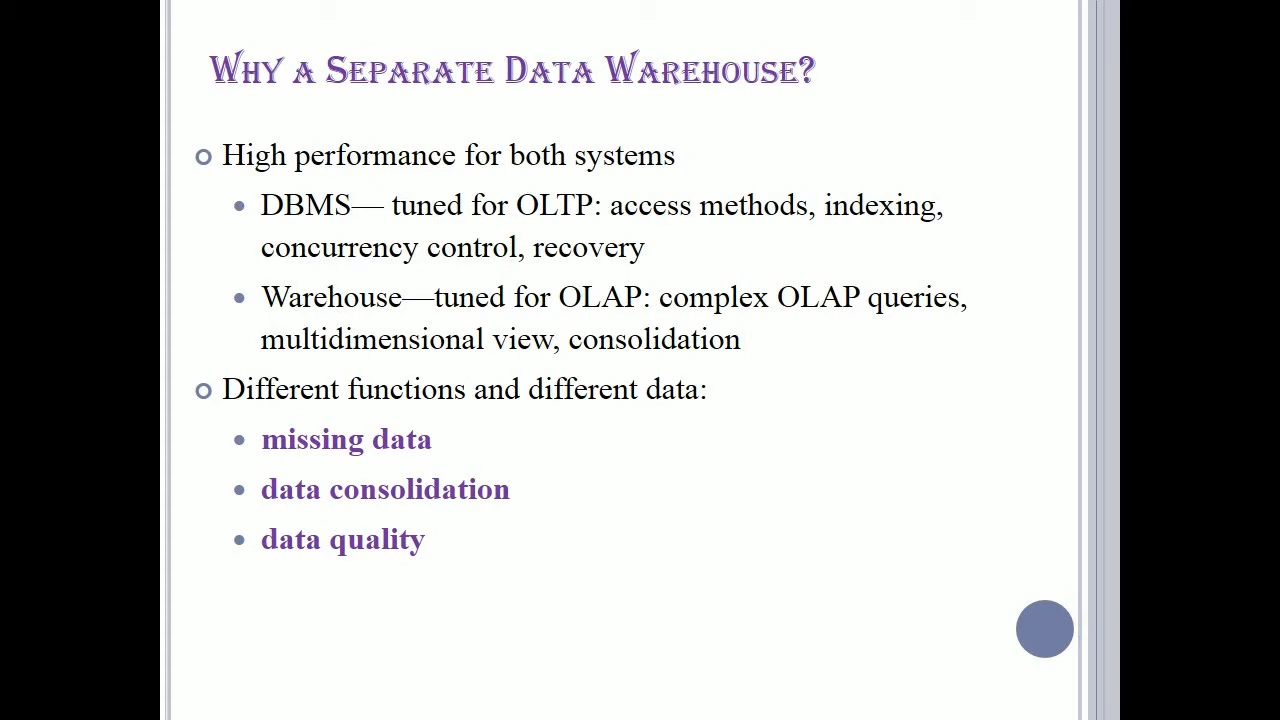 Why a Separate Data Warehouse?
High performance for both systems
DBMS— tuned for OLTP: access methods, indexing,
concurrency control, recovery
Warehouse—tuned for OLAP: complex OLAP queries,
multidimensional view, consolidation
Different functions and different data:
missing data
data consolidation
data quality